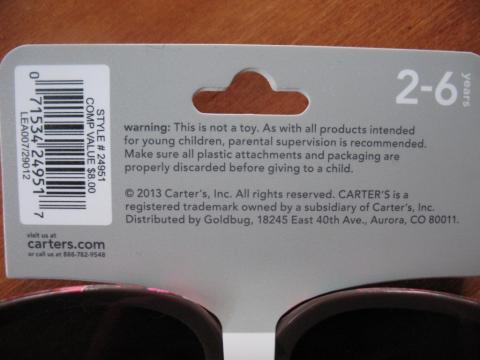 2-6 years
STYLE # 24951
COMP VALUE $8.00
0 71534 24951 7
LEA007/29012
warning: This is not a toy. As with all products intended
for young children, parental supervision is recommended.
Make sure all plastic attachments and packaging are
properly discarded before giving to a child.
© 2013 Carter's, Inc. All rights reserved. CARTER'S is a
registered trademark owned by a subsidiary of Carter's, Inc.
Distributed by Goldbug, 18245 East 40th Ave., Aurora, CO 80011.
visit us at
carters.com
or call us at 888-782-9548